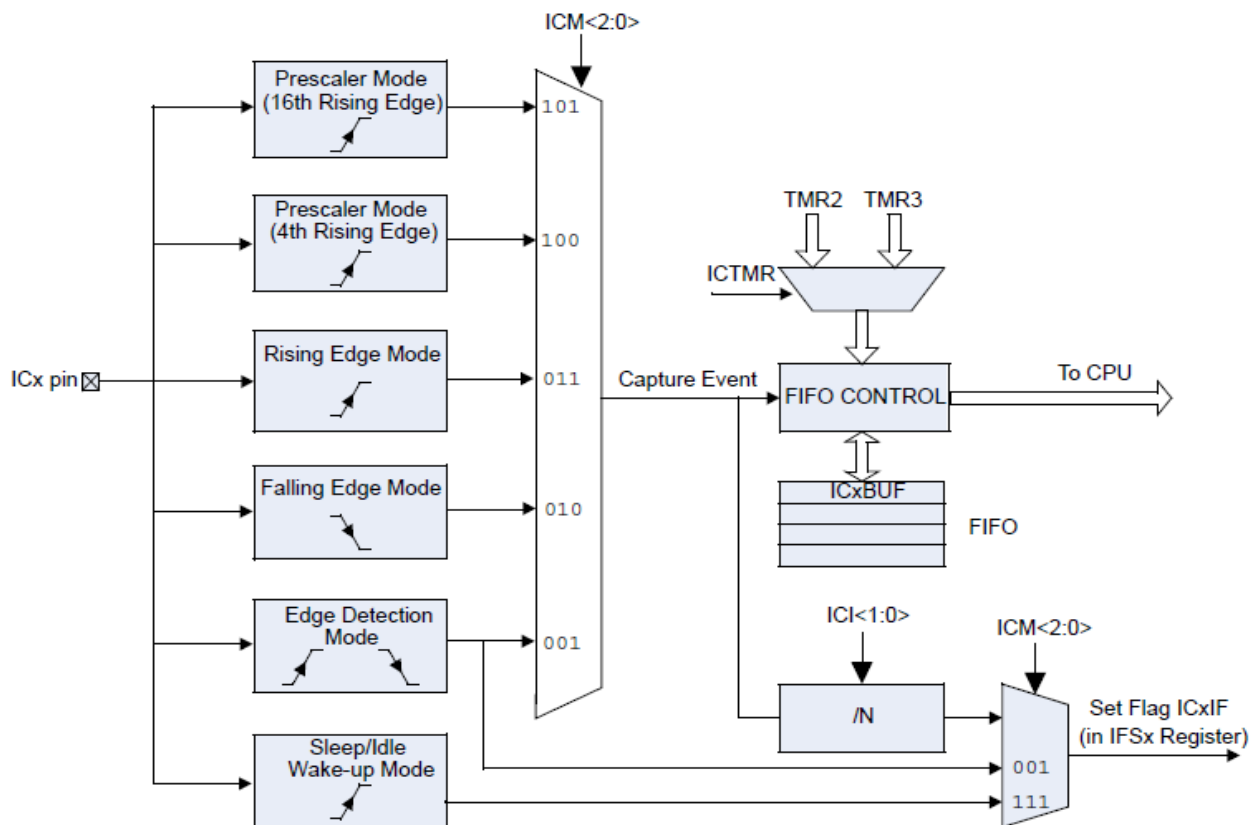 ICM<2:0>
Prescaler Mode
(16th Rising Edge)
101
Prescaler Mode
(4th Rising Edge)
100
TMR2
TMR3
ICTMR
ICx pin
Rising Edge Mode
011
Capture Event
FIFO CONTROL
To CPU
Falling Edge Mode
010
ICxBUF
FIFO
Edge Detection
Mode
001
ICI<1:0>
ICM<2:0>
/N
Set Flag ICxIF
(in IFSx Register)
Sleep/Idle
Wake-up Mode
001
111